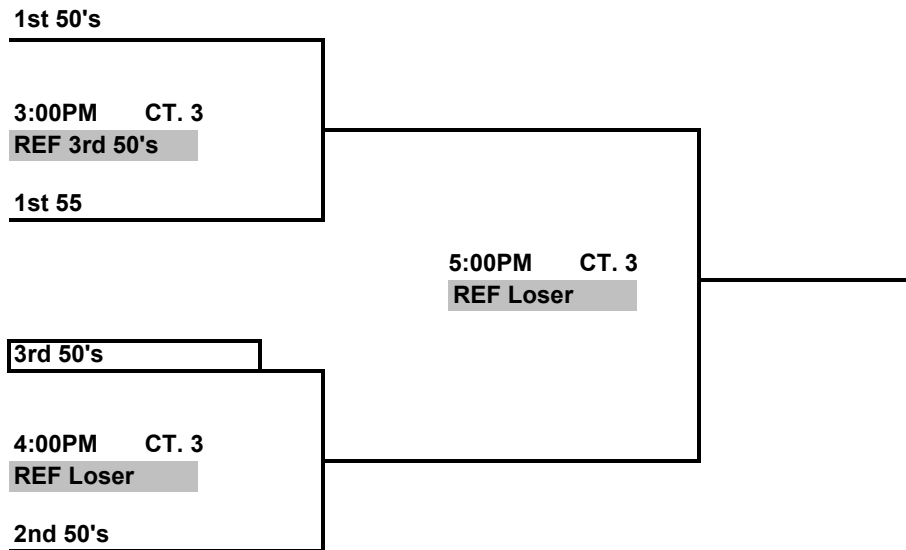 1st 50's
3:00PM CT. 3
REF 3rd 50's
1st 55
5:00PM CT. 3
REF Loser
3rd 50's
4:00PM CT. 3
REF Loser
2nd 50's